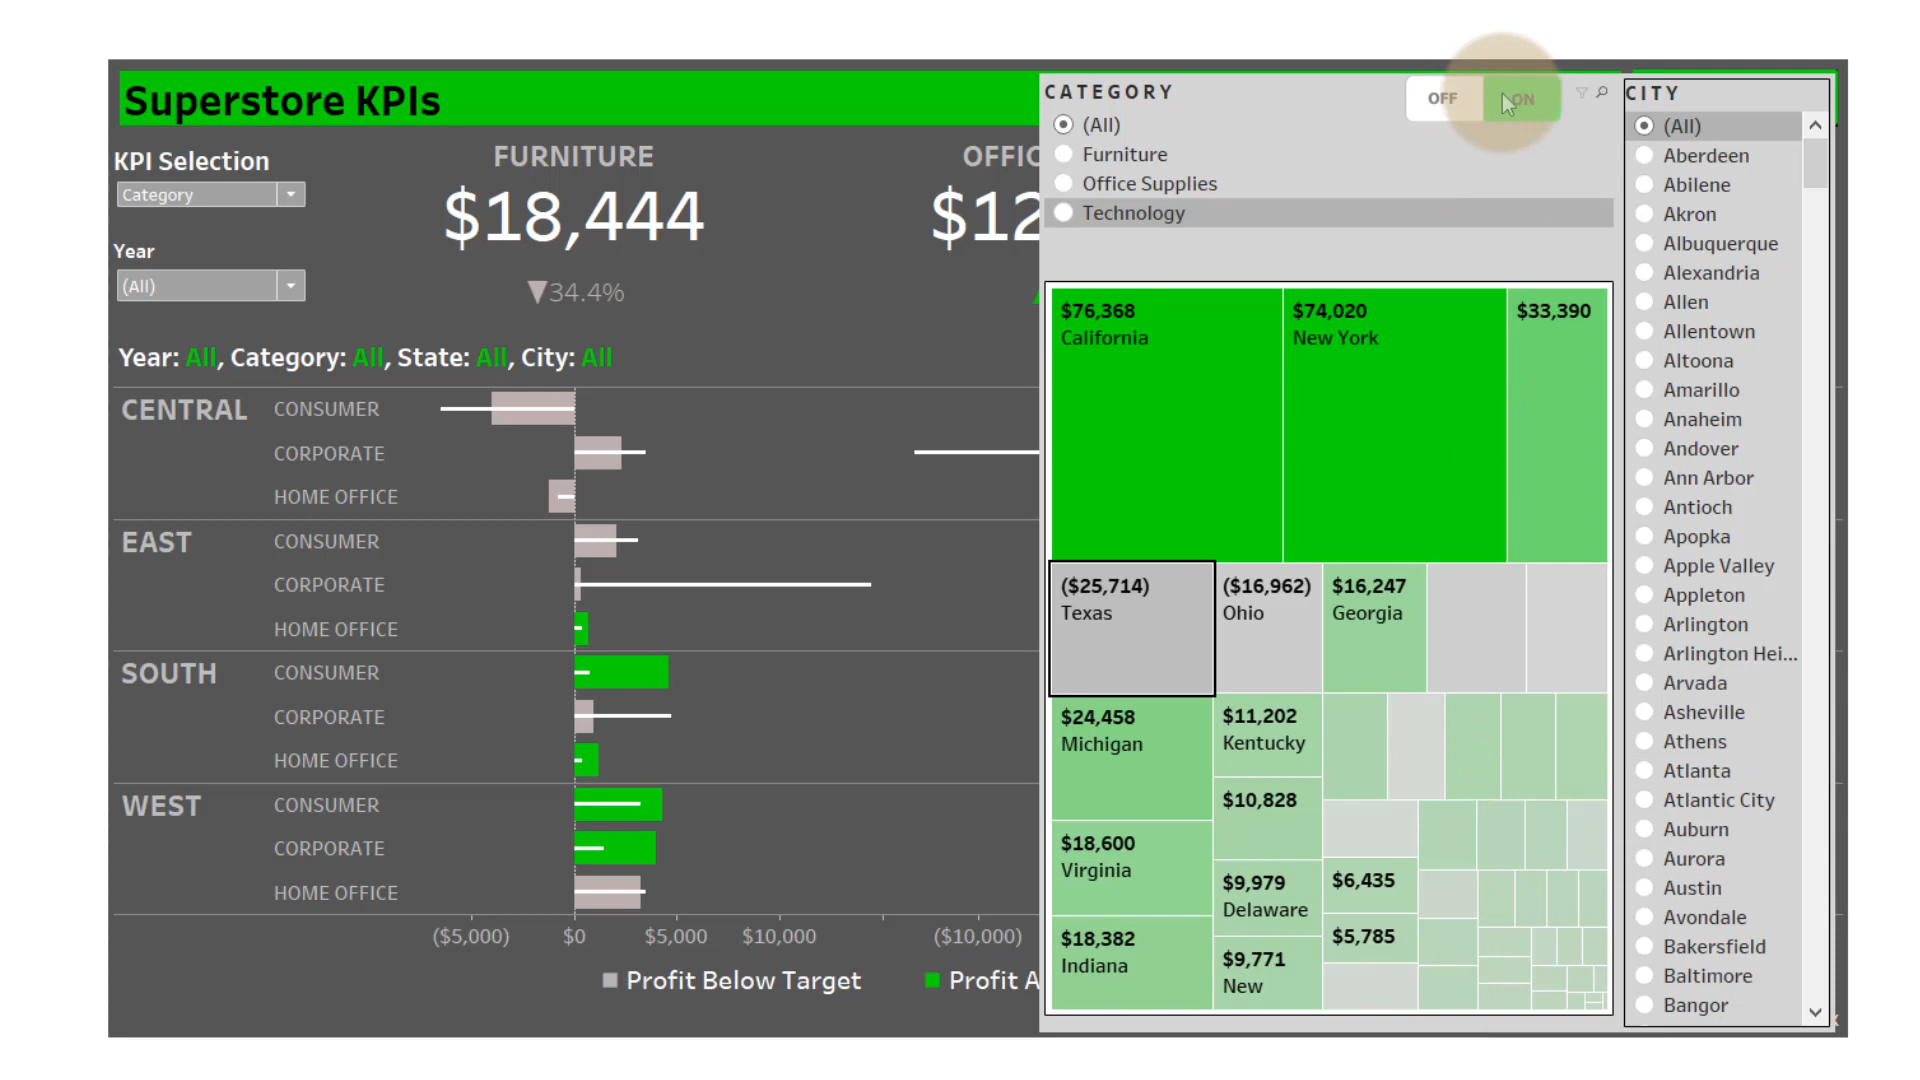 Superstore KPIs
KPI Selection
Category
Year
(All)
FURNITURE
$18,444
▼34.4%
OFFIC
$12
Year: All, Category: All, State: All, City: All
CENTRAL
CONSUMER
CORPORATE
HOME OFFICE
EAST
CONSUMER
CORPORATE
HOME OFFICE
SOUTH
CONSUMER
CORPORATE
HOME OFFICE
WEST
CONSUMER
CORPORATE
HOME OFFICE
($5,000) $0 $5,000 $10,000 ($10,000)
Profit Below Target Profit A
CATEGORY
OFF ON
(All)
Furniture
Office Supplies
Technology
$76,368
California
$74,020
New York
$33,390
($25,714)
Texas
($16,962)
Ohio
$16,247
Georgia
$24,458
Michigan
$11,202
Kentucky
$10,828
$18,600
Virginia
$9,979
Delaware
$6,435
$18,382
Indiana
$9,771
New
$5,785
CITY
(All)
Aberdeen
Abilene
Akron
Albuquerque
Alexandria
Allen
Allentown
Altoona
Amarillo
Anaheim
Andover
Ann Arbor
Antioch
Apopka
Apple Valley
Appleton
Arlington
Arlington Hei...
Arvada
Asheville
Athens
Atlanta
Atlantic City
Auburn
Aurora
Austin
Avondale
Bakersfield
Baltimore
Bangor